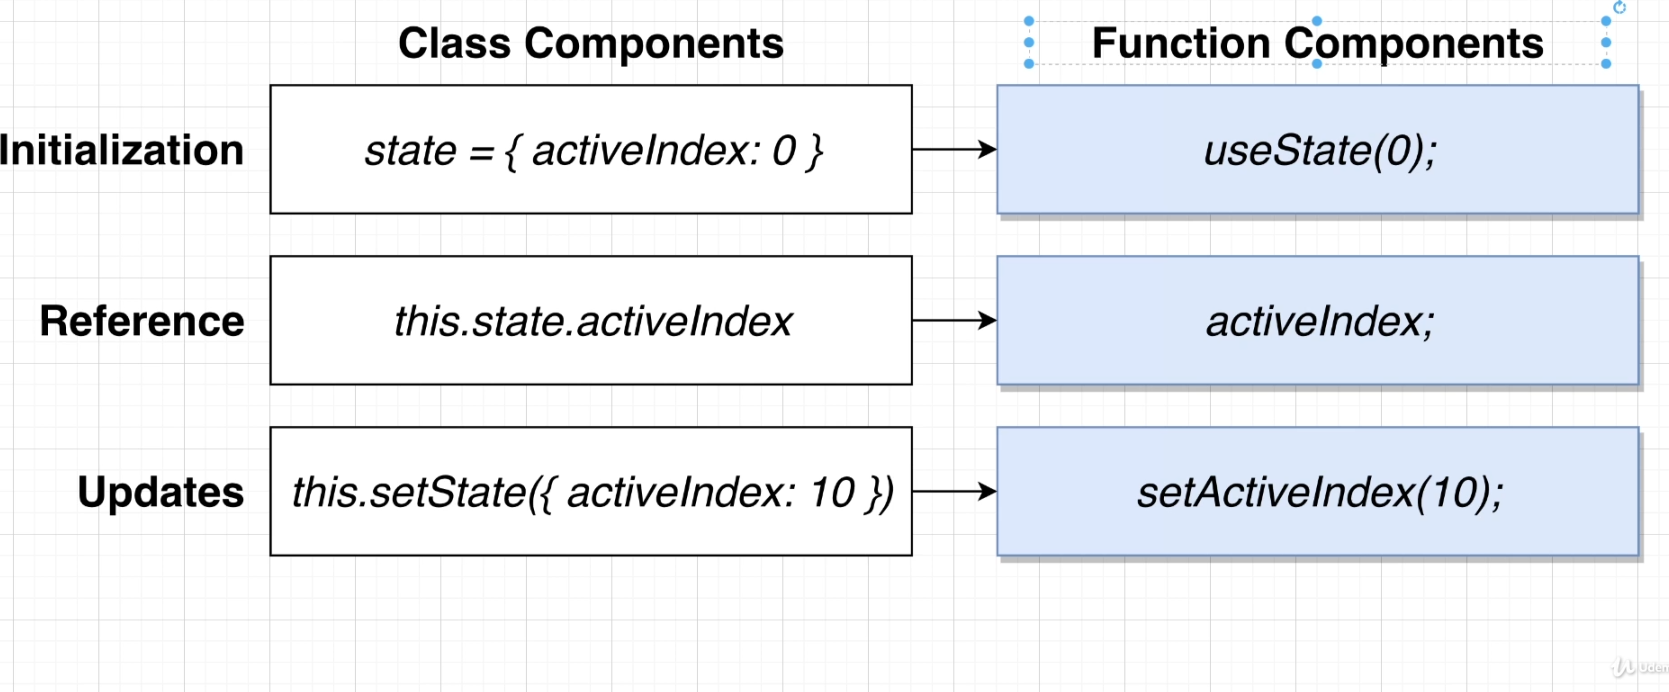 Class Components
Function Components
Initialization
state = { activeIndex: 0 }
useState(0);
Reference
this.state.activeIndex
activeIndex;
Updates
this.setState({ activeIndex: 10 })
setActiveIndex(10);